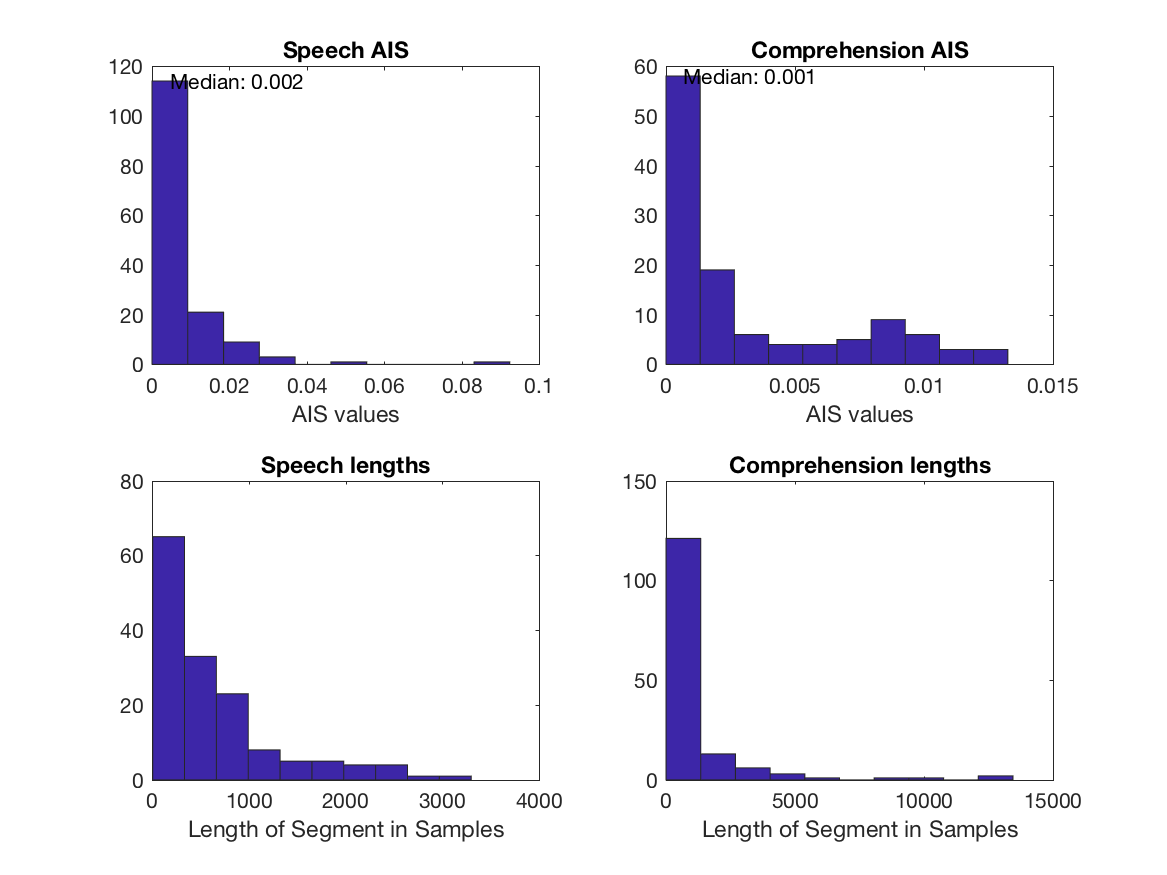 Speech AIS
Median: 0.002
120
100
80
60
40
20
0
0 0.02 0.04 0.06 0.08 0.1
AIS values
Comprehension AIS
Median: 0.001
60
50
40
30
20
10
0
0 0.005 0.01 0.015
AIS values
Speech lengths
80
60
40
20
0
0 1000 2000 3000 4000
Length of Segment in Samples
Comprehension lengths
150
100
50
0
0 5000 10000 15000
Length of Segment in Samples